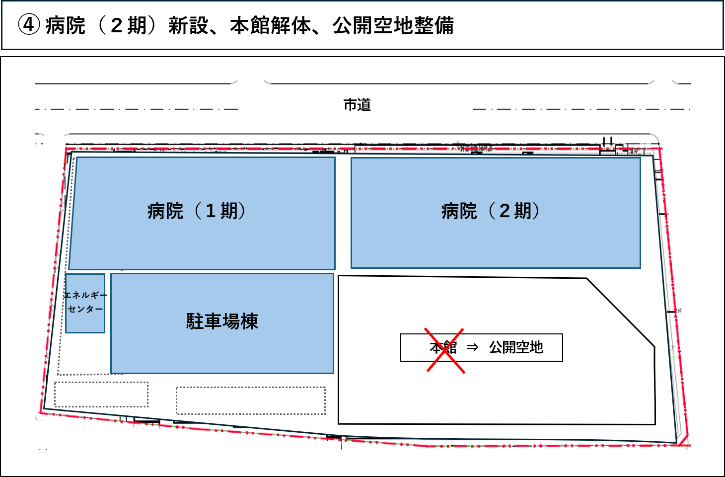 ④ 病院（２期）新設、本館解体、公開空地整備
市道
病院（１期）
病院（２期）
エネルギー
センター
駐車場棟
本館 ⇒ 公開空地